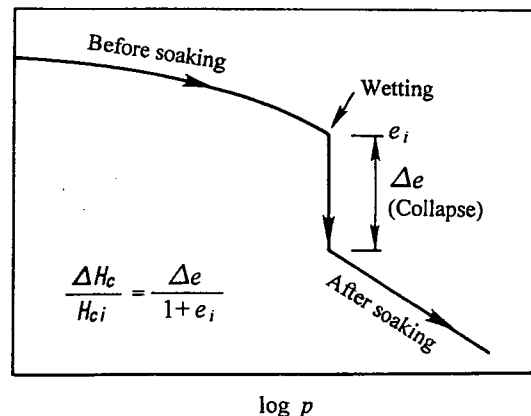 Before soaking
Wetting
e_i
Δe
(Collapse)
ΔH_c / H_ci = Δe / 1 + e_i
After soaking
log p